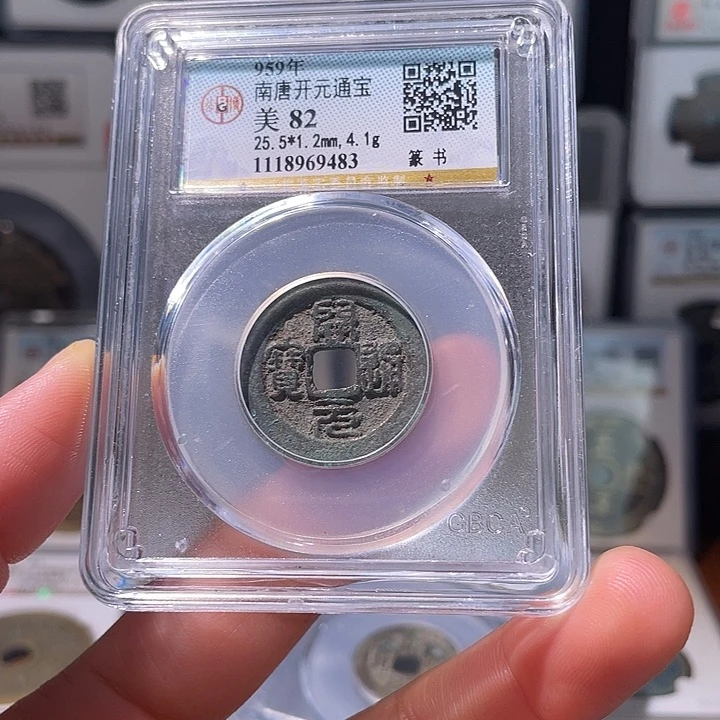 959年
南唐开元通宝
美 82
25.5*1.2mm,4.1g
1118969483
篆书
GBCA
開
寶 通
元